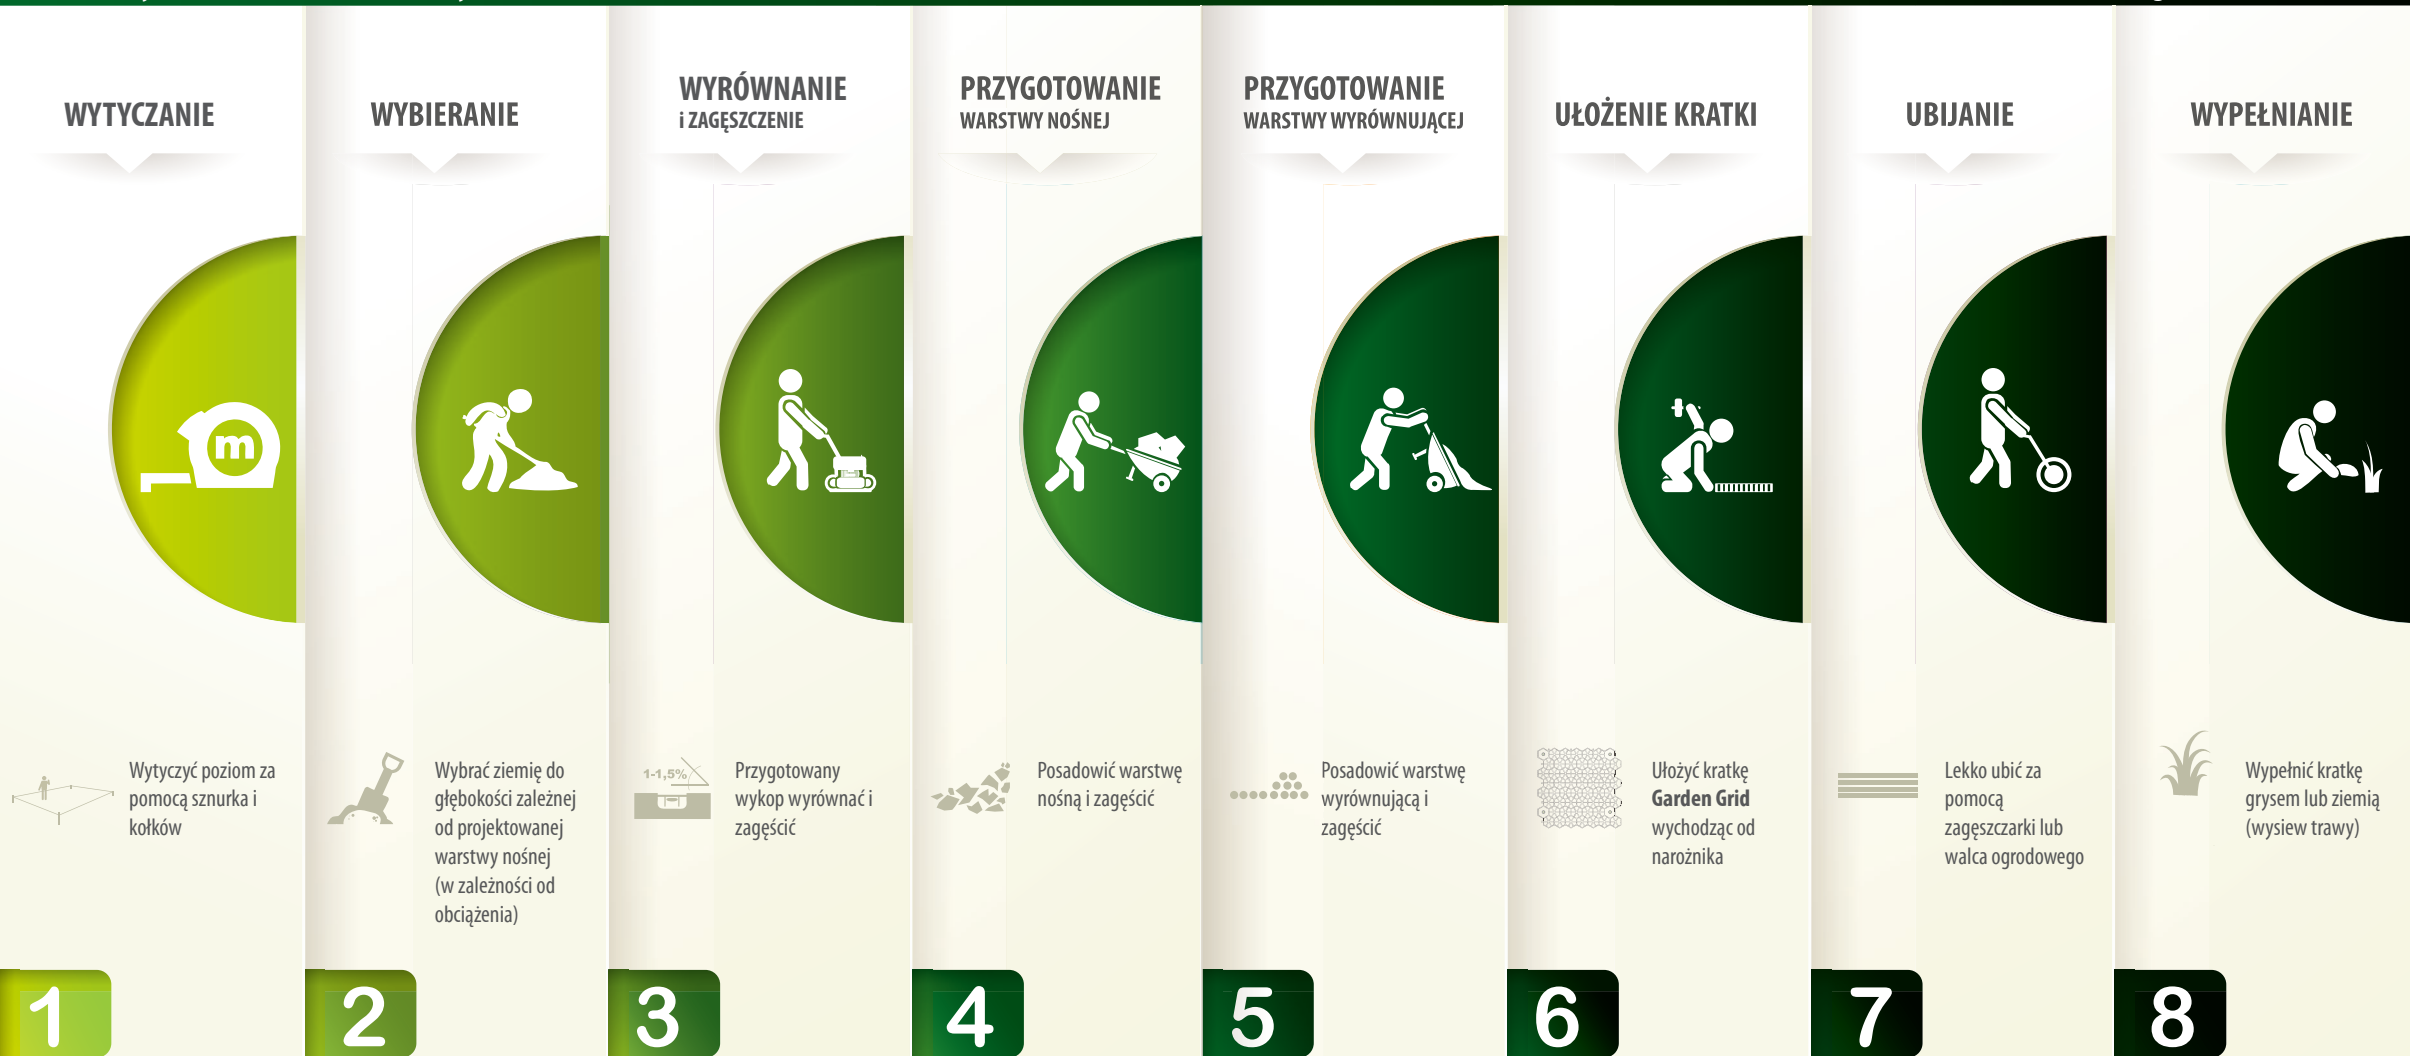 WYTYCZANIE
m
Wytyczyć poziom za
pomocą sznurka i
kołków
1
WYBIERANIE
Wybrać ziemię do
głębokości zależnej
od projektowanej
warstwy nośnej
(w zależności od
obciążenia)
2
WYRÓWNANIE
i ZAGĘSZCZENIE
1-1,5%
Przygotowany
wykop wyrównać i
zagęścić
3
PRZYGOTOWANIE
WARSTWY NOŚNEJ
Posadowić warstwę
nośną i zagęścić
4
PRZYGOTOWANIE
WARSTWY WYRÓWNUJĄCEJ
Posadowić warstwę
wyrównującą i
zagęścić
5
UŁOŻENIE KRATKI
Ułożyć kratkę
Garden Grid
wychodząc od
narożnika
6
UBIJANIE
Lekko ubić za
pomocą
zagęszczarki lub
walca ogrodowego
7
WYPEŁNIANIE
Wypełnić kratkę
grysem lub ziemią
(wysiew trawy)
8